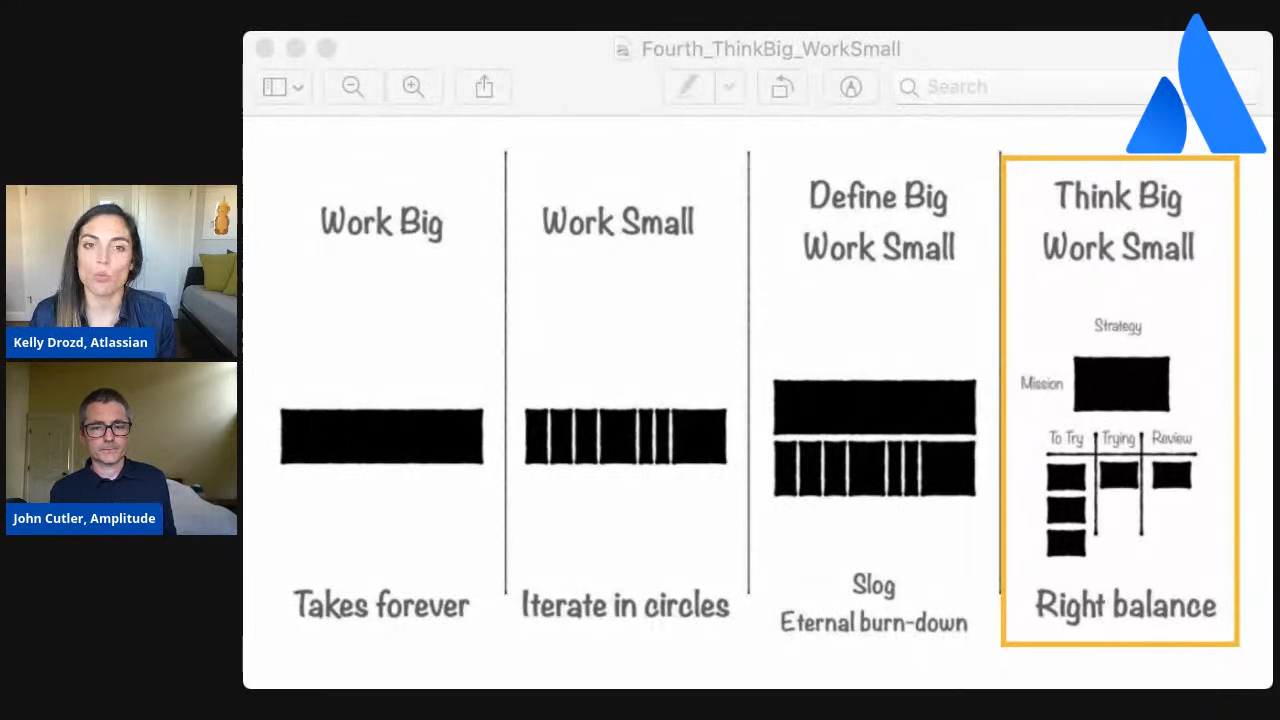 Fourth_ThinkBig_WorkSmall
Search
Kelly Drozd, Atlassian
John Cutler, Amplitude
Work Big
Takes forever
Work Small
Iterate in circles
Define Big
Work Small
Slog
Eternal burn-down
Think Big
Work Small
Strategy
Mission
To Try
Trying
Review
Right balance